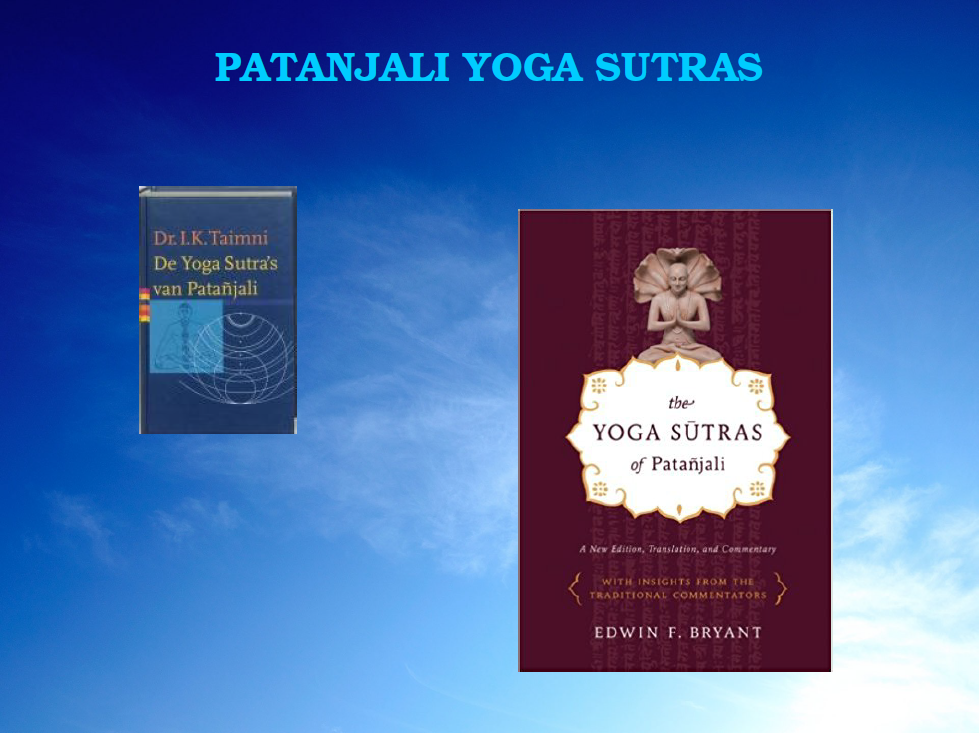 PATANJALI YOGA SUTRAS
Dr. I.K. Taimni
De Yoga Sutra's
van Patañjali
the
YOGA SŪTRAS
of Patañjali
A New Edition, Translation, and Commentary
WITH INSIGHTS FROM THE
TRADITIONAL COMMENTATORS
EDWIN F. BRYANT